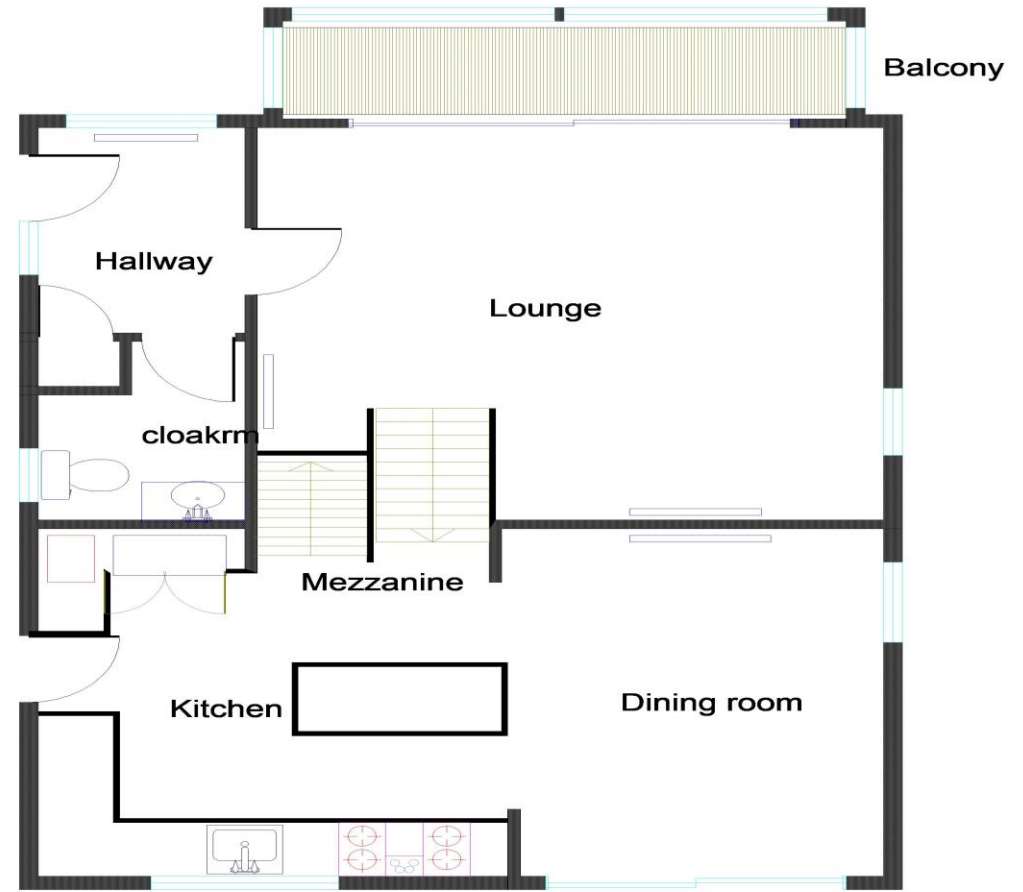 Balcony
Hallway
Lounge
cloakrm
Mezzanine
Kitchen
Dining room